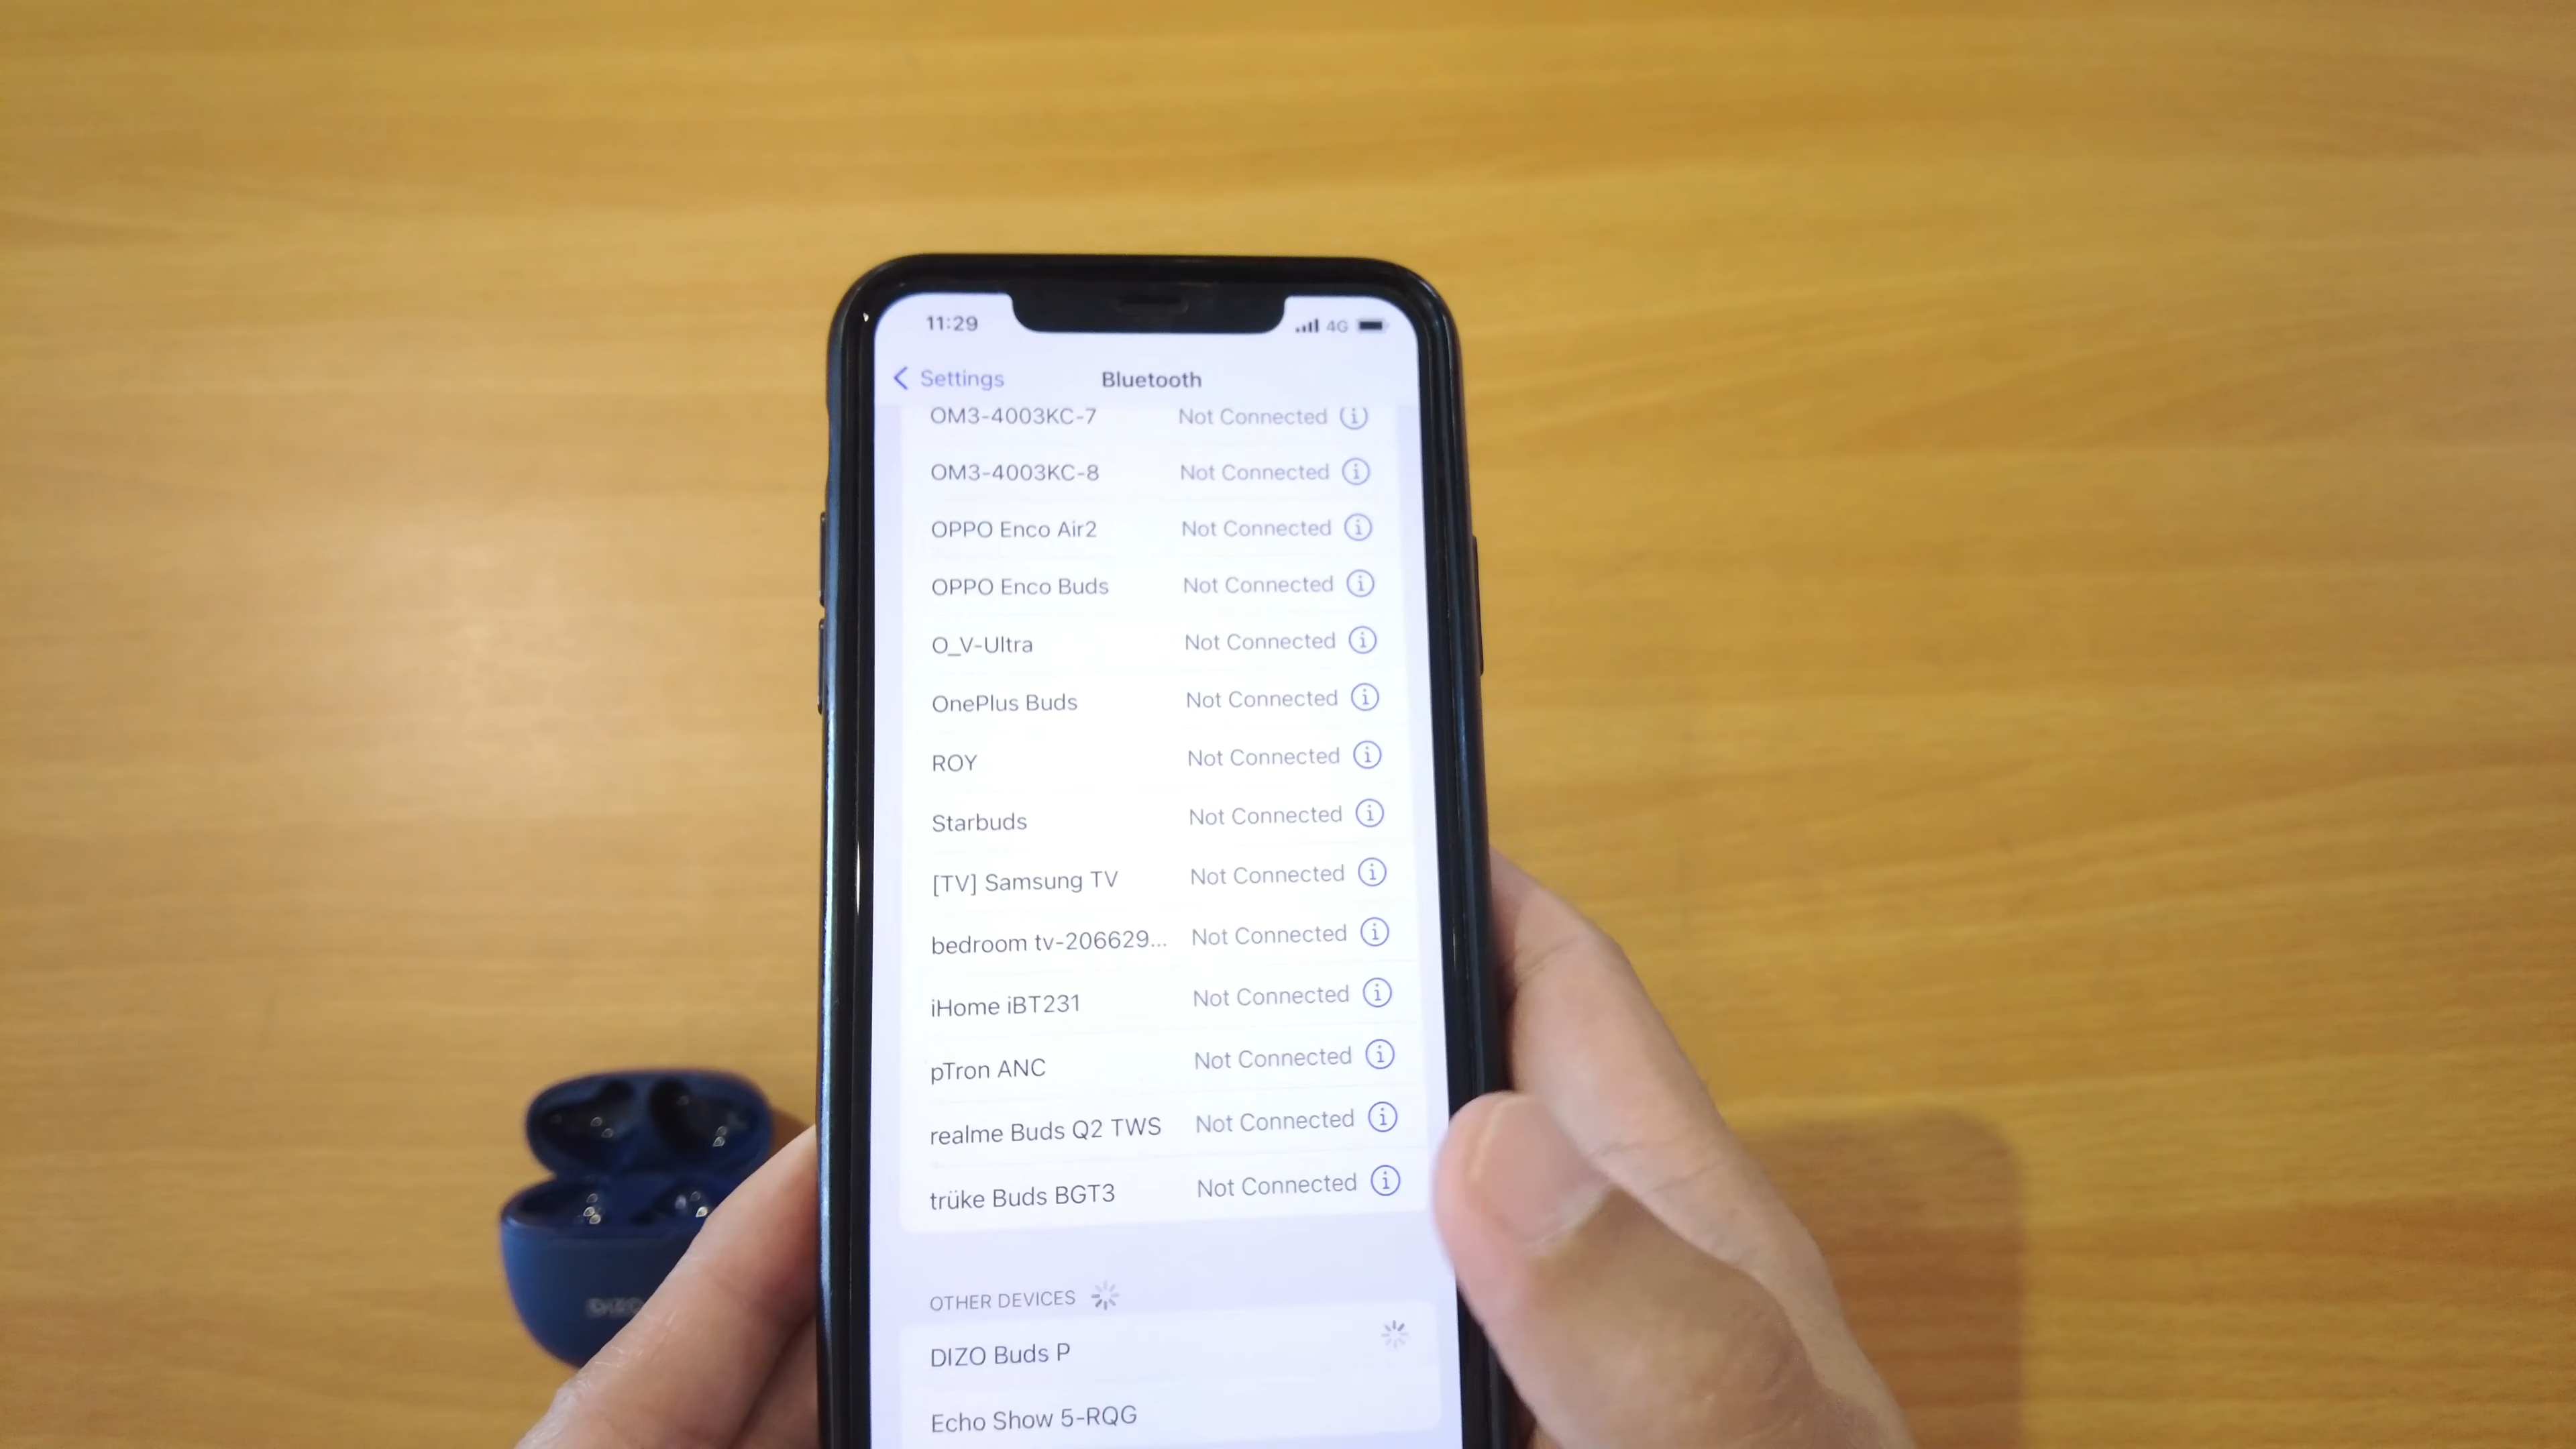 11:29
4G
Settings
Bluetooth
OM3-4003KC-7 Not Connected
OM3-4003KC-8 Not Connected
OPPO Enco Air2 Not Connected
OPPO Enco Buds Not Connected
O_V-Ultra Not Connected
OnePlus Buds Not Connected
ROY Not Connected
Starbuds Not Connected
[TV] Samsung TV Not Connected
bedroom tv-206629... Not Connected
iHome iBT231 Not Connected
pTron ANC Not Connected
realme Buds Q2 TWS Not Connected
trüke Buds BGT3 Not Connected
OTHER DEVICES
DIZO Buds P
Echo Show 5-RQG
DIZO